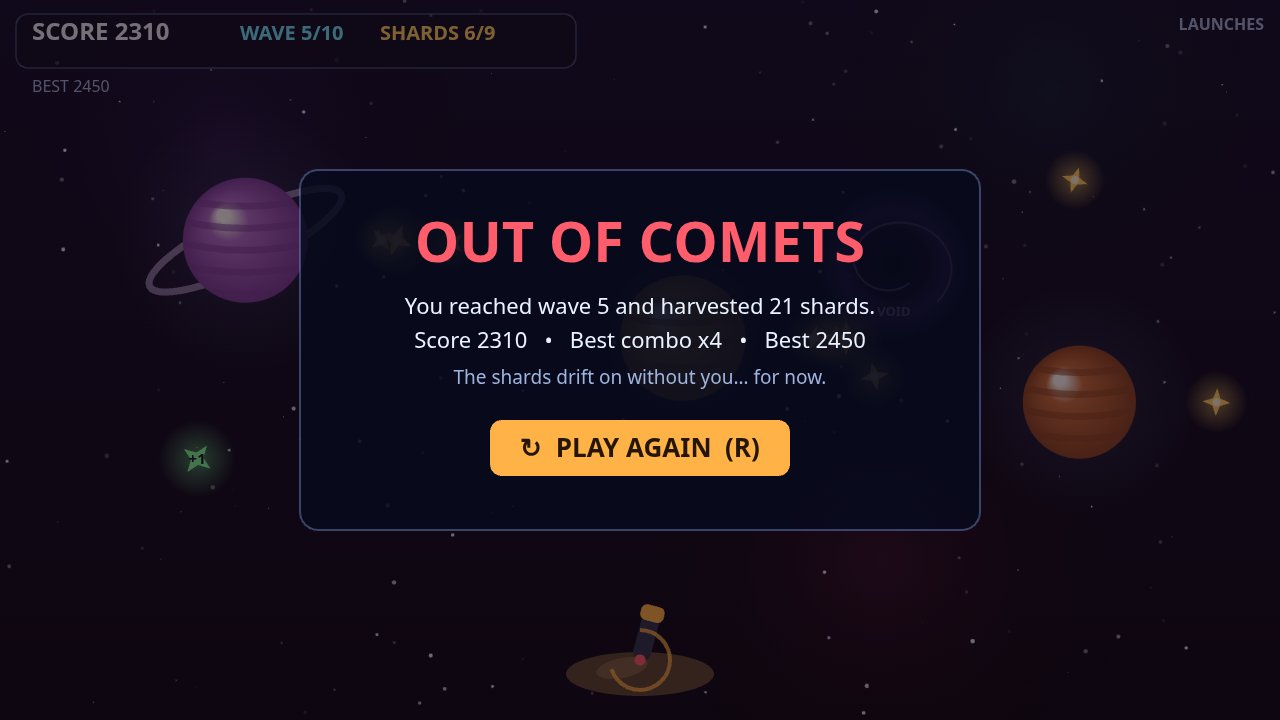 SCORE 2310 WAVE 5/10 SHARDS 6/9 LAUNCHES
BEST 2450
OUT OF COMETS
You reached wave 5 and harvested 21 shards.
VOID
Score 2310 • Best combo x4 • Best 2450
The shards drift on without you... for now.
↻ PLAY AGAIN (R)
+1